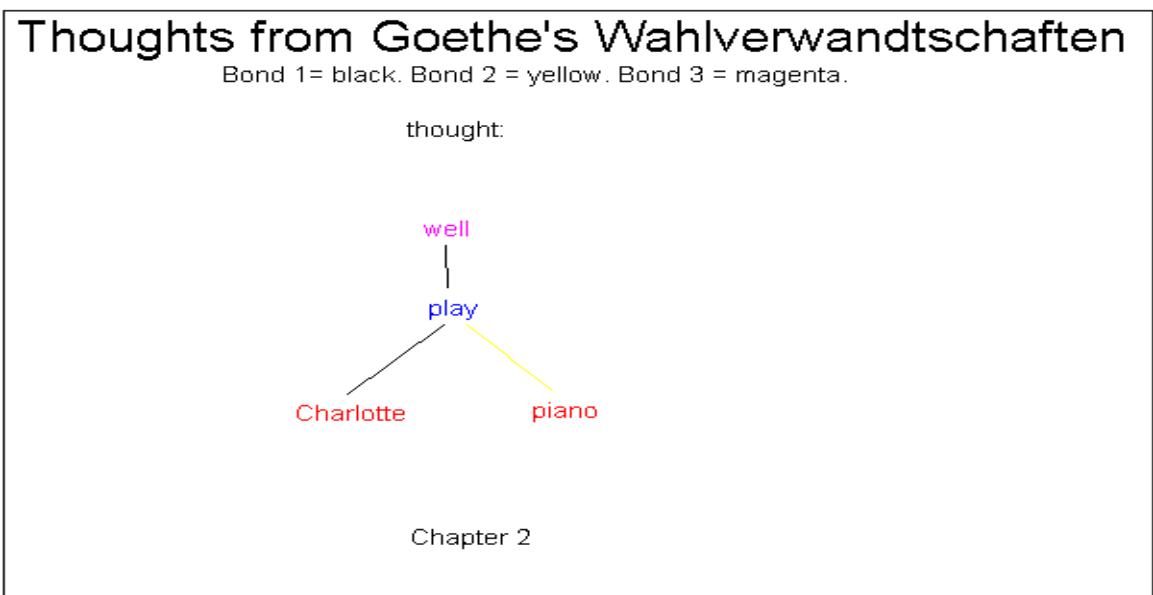 Thoughts from Goethe's Wahlverwandtschaften
Bond 1= black. Bond 2 = yellow. Bond 3 = magenta.
thought:
well
play
Charlotte piano
Chapter 2